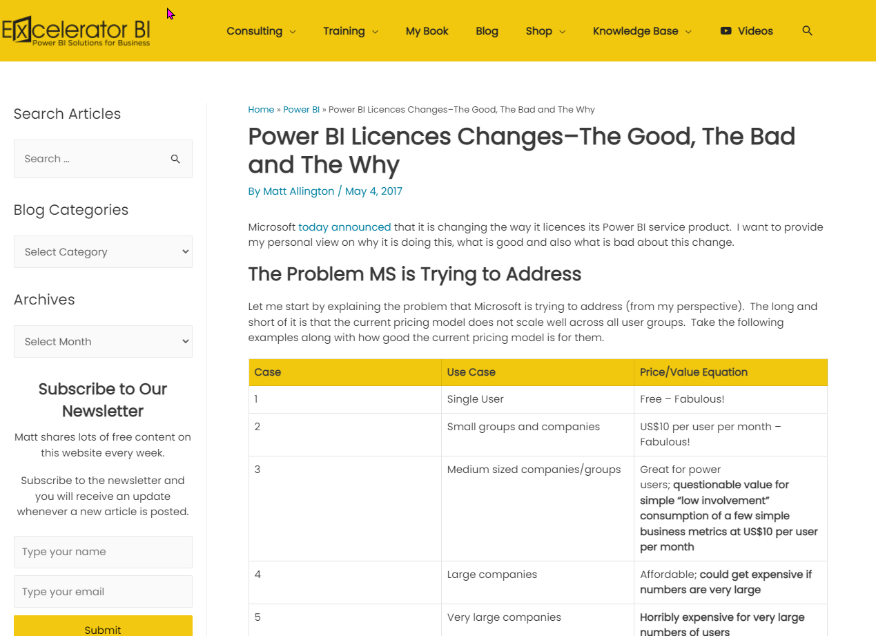 Excelerator BI
Power BI Solutions for Business
Consulting
Training
My Book
Blog
Shop
Knowledge Base
Videos
Search Articles
Search ...
Blog Categories
Select Category
Archives
Select Month
Subscribe to Our
Newsletter
Matt shares lots of free content on
this website every week.
Subscribe to the newsletter and
you will receive an update
whenever a new article is posted.
Type your name
Type your email
Submit
Home » Power BI » Power BI Licences Changes–The Good, The Bad and The Why
Power BI Licences Changes–The Good, The Bad
and The Why
By Matt Allington / May 4, 2017
Microsoft today announced that it is changing the way it licences its Power BI service product.  I want to provide
my personal view on why it is doing this, what is good and also what is bad about this change.
The Problem MS is Trying to Address
Let me start by explaining the problem that Microsoft is trying to address (from my perspective).  The long and
short of it is that the current pricing model does not scale well across all user groups.  Take the following
examples along with how good the current pricing model is for them.
Case Use Case Price/Value Equation
1 Single User Free – Fabulous!
2 Small groups and companies US$10 per user per month –
Fabulous!
3 Medium sized companies/groups Great for power
users; questionable value for
simple “low involvement”
consumption of a few simple
business metrics at US$10 per user
per month
4 Large companies Affordable; could get expensive if
numbers are very large
5 Very large companies Horribly expensive for very large
numbers of users